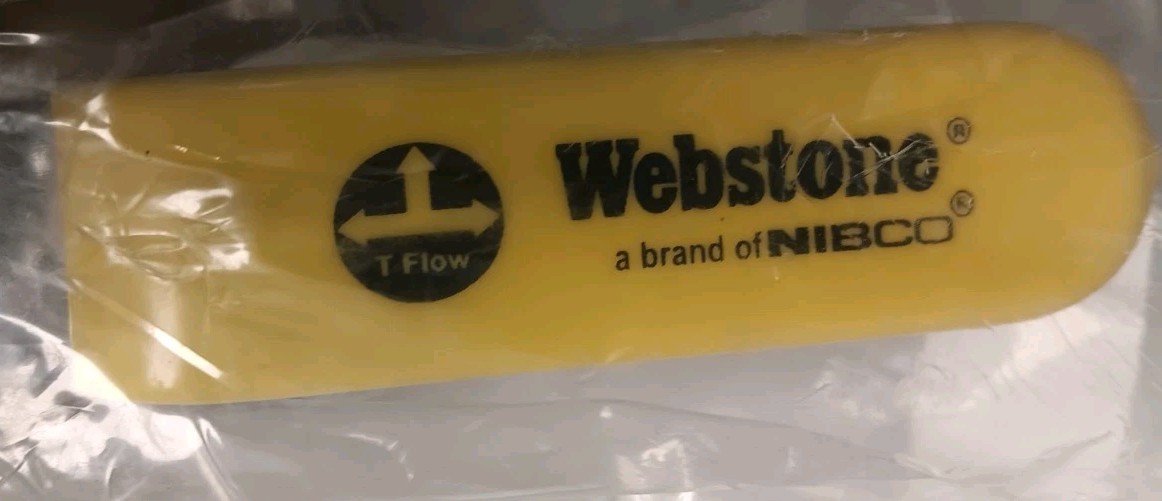 T Flow
Webstone®
a brand of NIBCO®